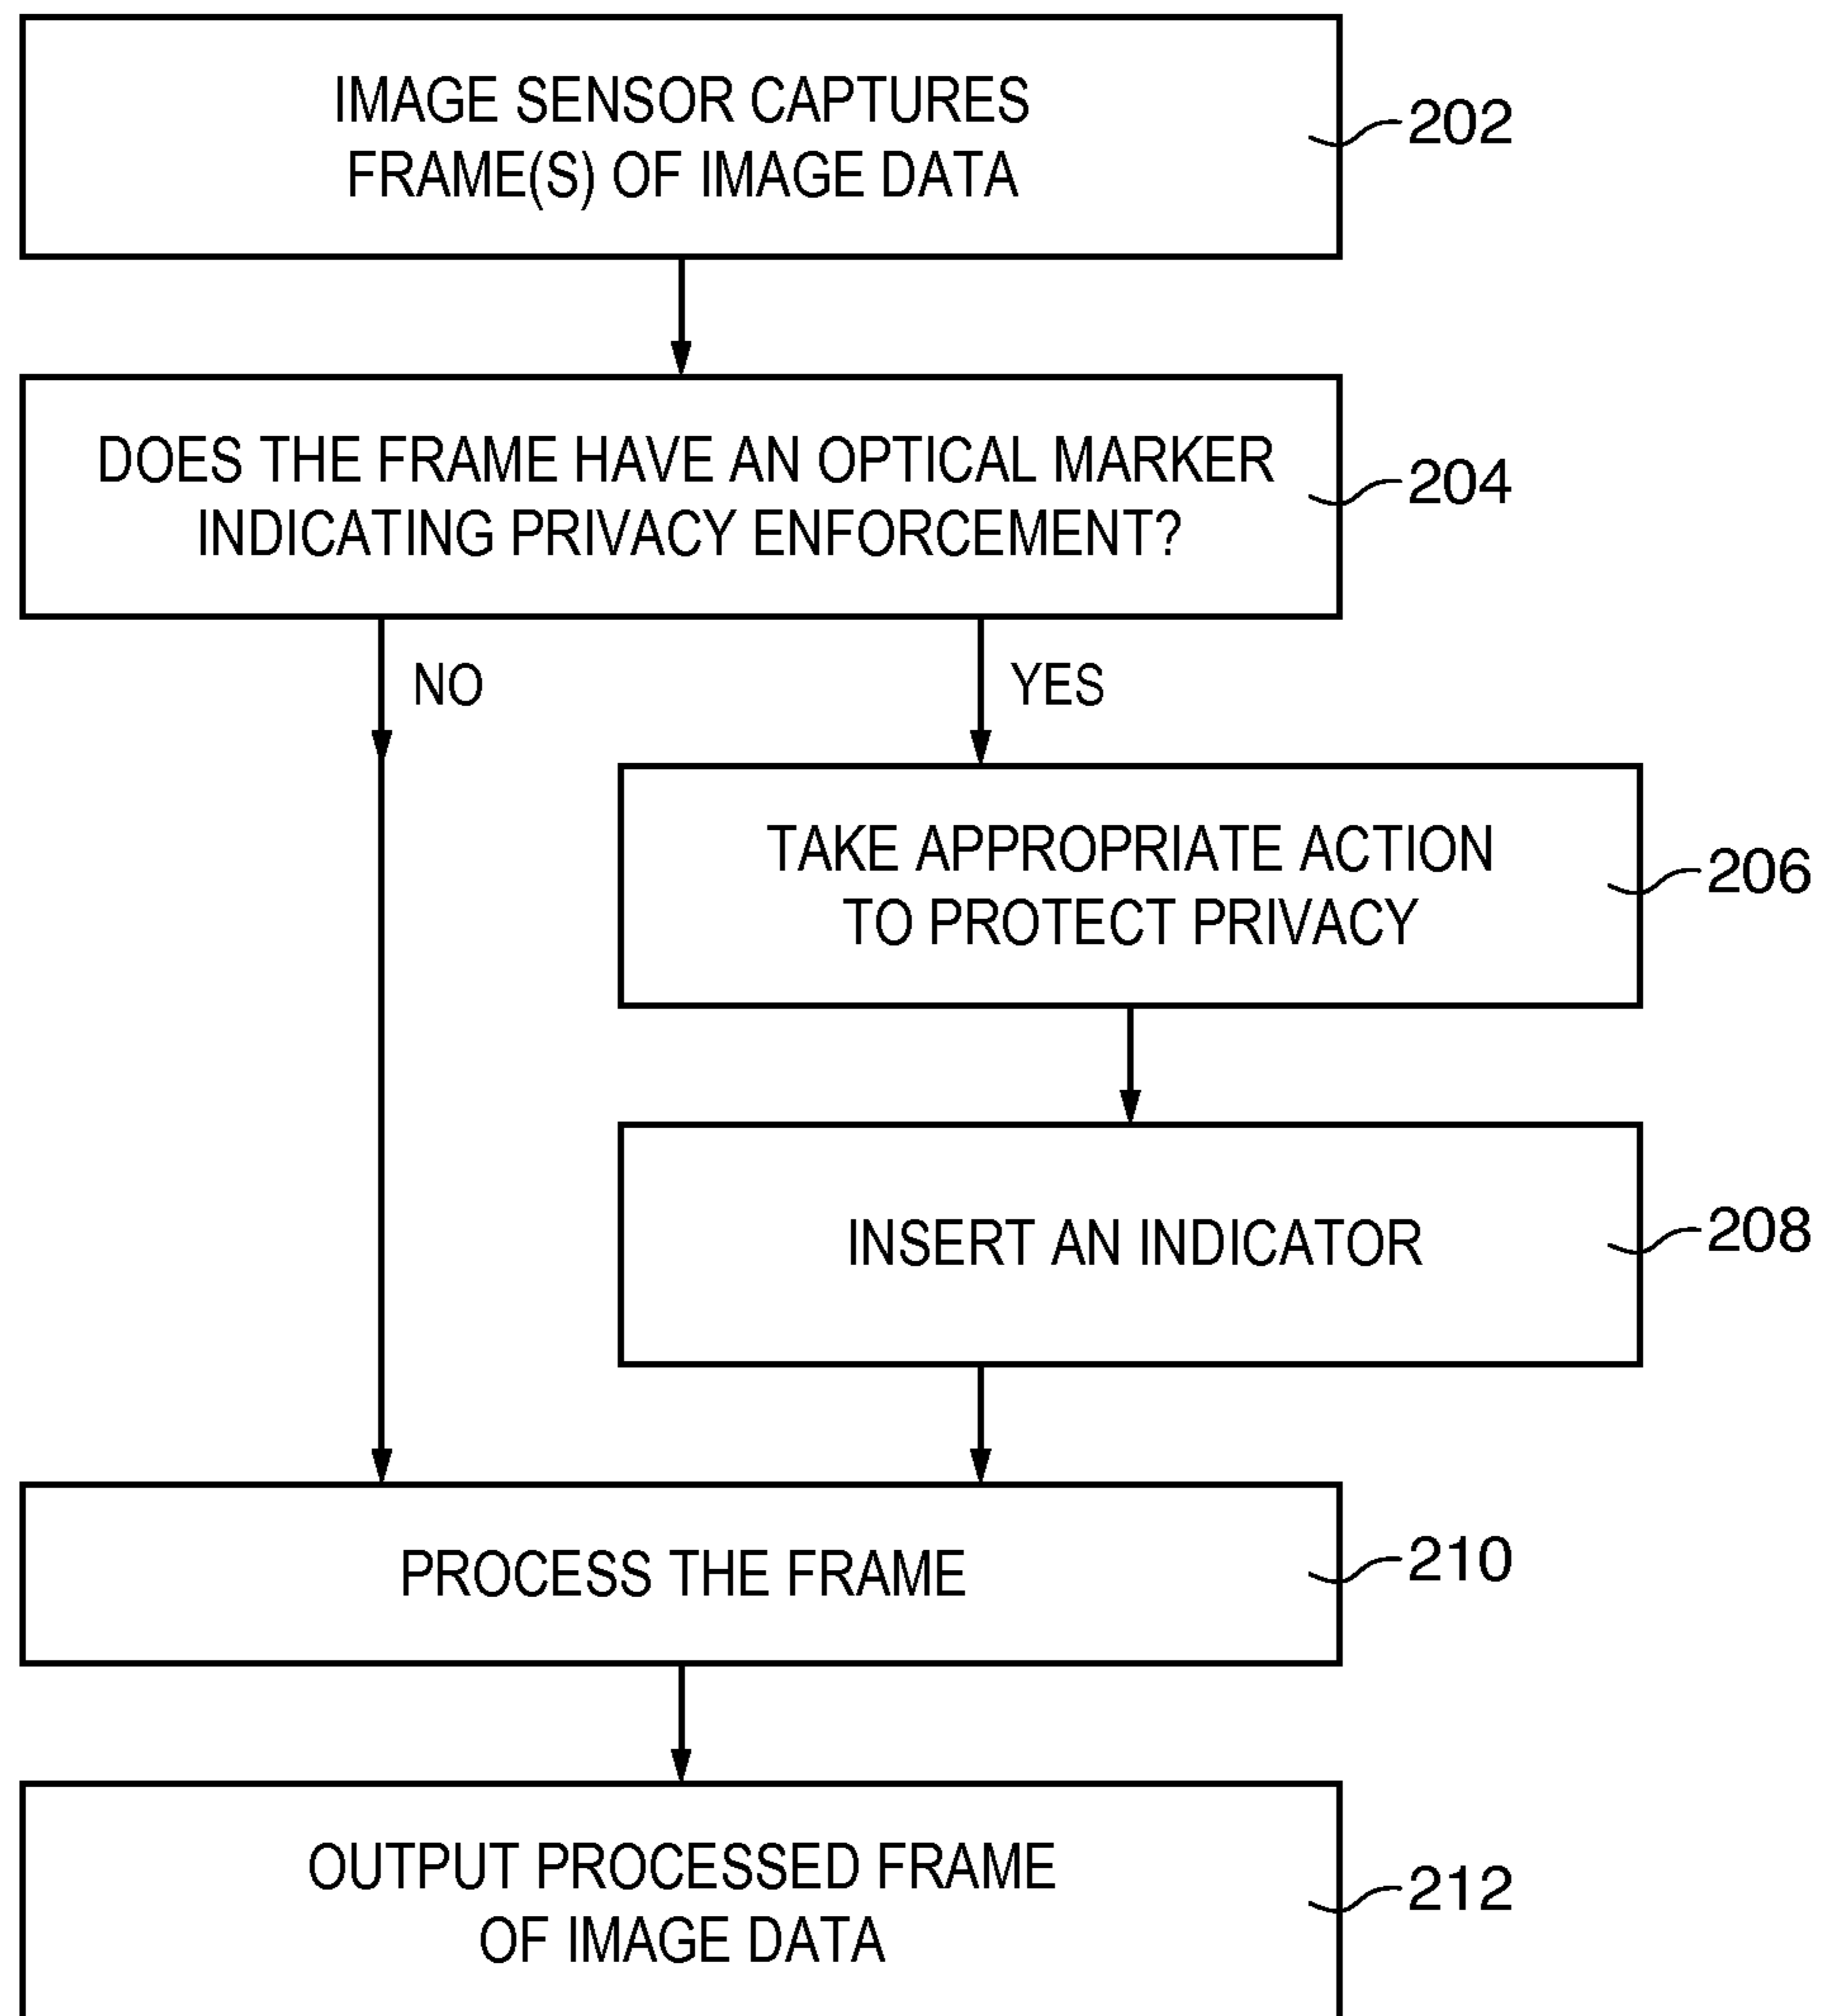 IMAGE SENSOR CAPTURES
FRAME(S) OF IMAGE DATA
202
DOES THE FRAME HAVE AN OPTICAL MARKER
INDICATING PRIVACY ENFORCEMENT?
204
NO
YES
TAKE APPROPRIATE ACTION
TO PROTECT PRIVACY
206
INSERT AN INDICATOR
208
PROCESS THE FRAME
210
OUTPUT PROCESSED FRAME
OF IMAGE DATA
212